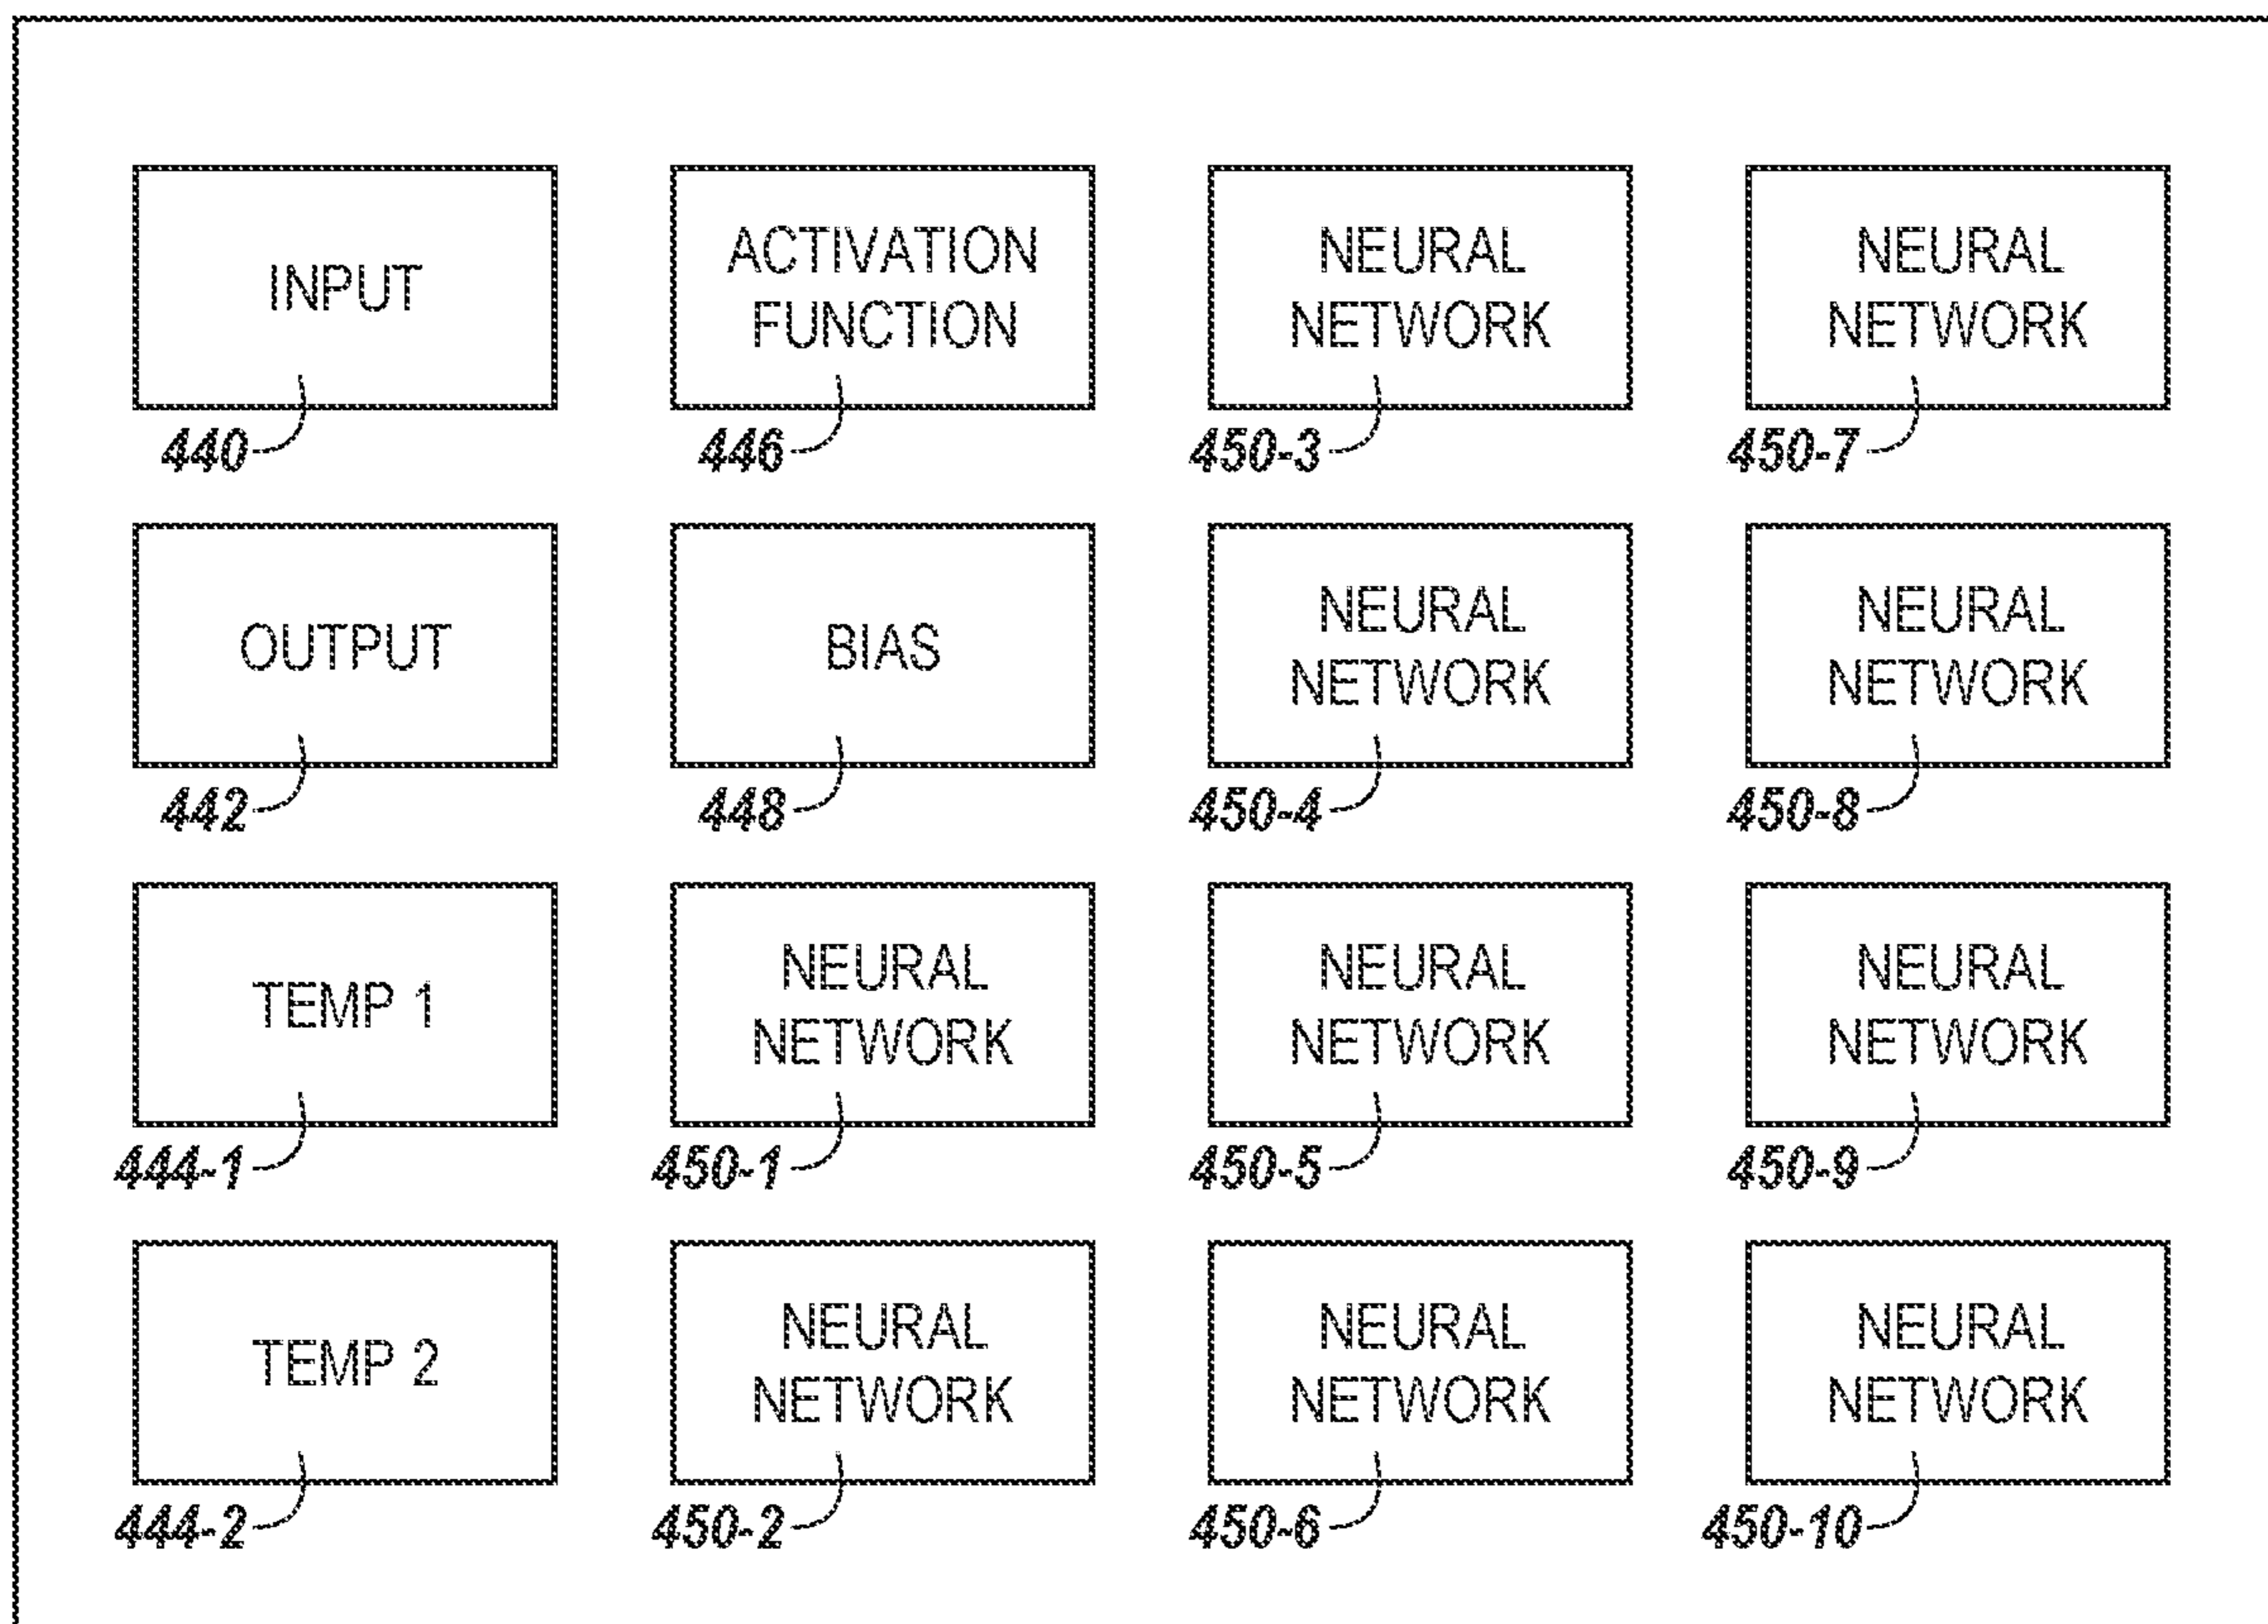 INPUT
440
ACTIVATION
FUNCTION
446
NEURAL
NETWORK
450-3
NEURAL
NETWORK
450-7
OUTPUT
442
BIAS
448
NEURAL
NETWORK
450-4
NEURAL
NETWORK
450-8
TEMP 1
444-1
NEURAL
NETWORK
450-1
NEURAL
NETWORK
450-5
NEURAL
NETWORK
450-9
TEMP 2
444-2
NEURAL
NETWORK
450-2
NEURAL
NETWORK
450-6
NEURAL
NETWORK
450-10